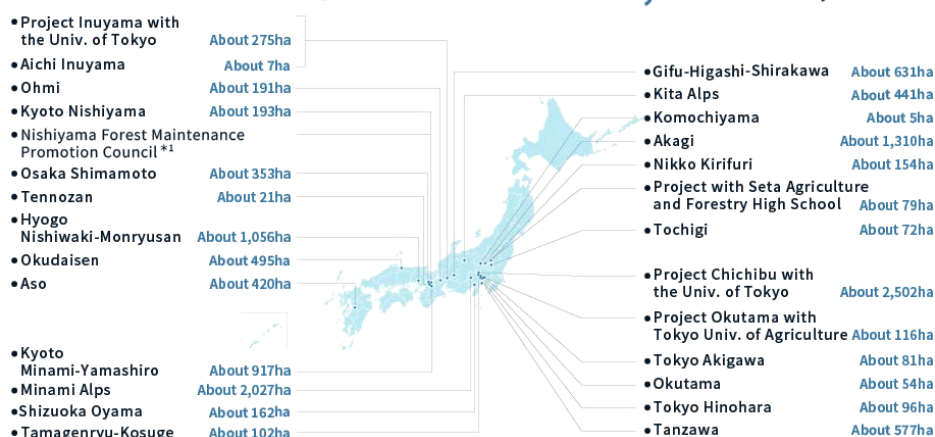 Project Inuyama with
the Univ. of Tokyo About 275ha
Aichi Inuyama About 7ha
Ohmi About 191ha
Kyoto Nishiyama About 193ha
Nishiyama Forest Maintenance
Promotion Council *1
Osaka Shimamoto About 353ha
Tennozan About 21ha
Hyogo
Nishiwaki-Monryusan About 1,056ha
Okudaisen About 495ha
Aso About 420ha
Kyoto
Minami-Yamashiro About 917ha
Minami Alps About 2,027ha
Shizuoka Oyama About 162ha
Tamagenryu-Kosuge About 102ha
Gifu-Higashi-Shirakawa About 631ha
Kita Alps About 441ha
Komochiyama About 5ha
Akagi About 1,310ha
Nikko Kirifuri About 154ha
Project with Seta Agriculture
and Forestry High School About 79ha
Tochigi About 72ha
Project Chichibu with
the Univ. of Tokyo About 2,502ha
Project Okutama with
Tokyo Univ. of Agriculture About 116ha
Tokyo Akigawa About 81ha
Okutama About 54ha
Tokyo Hinohara About 96ha
Tanzawa About 577ha